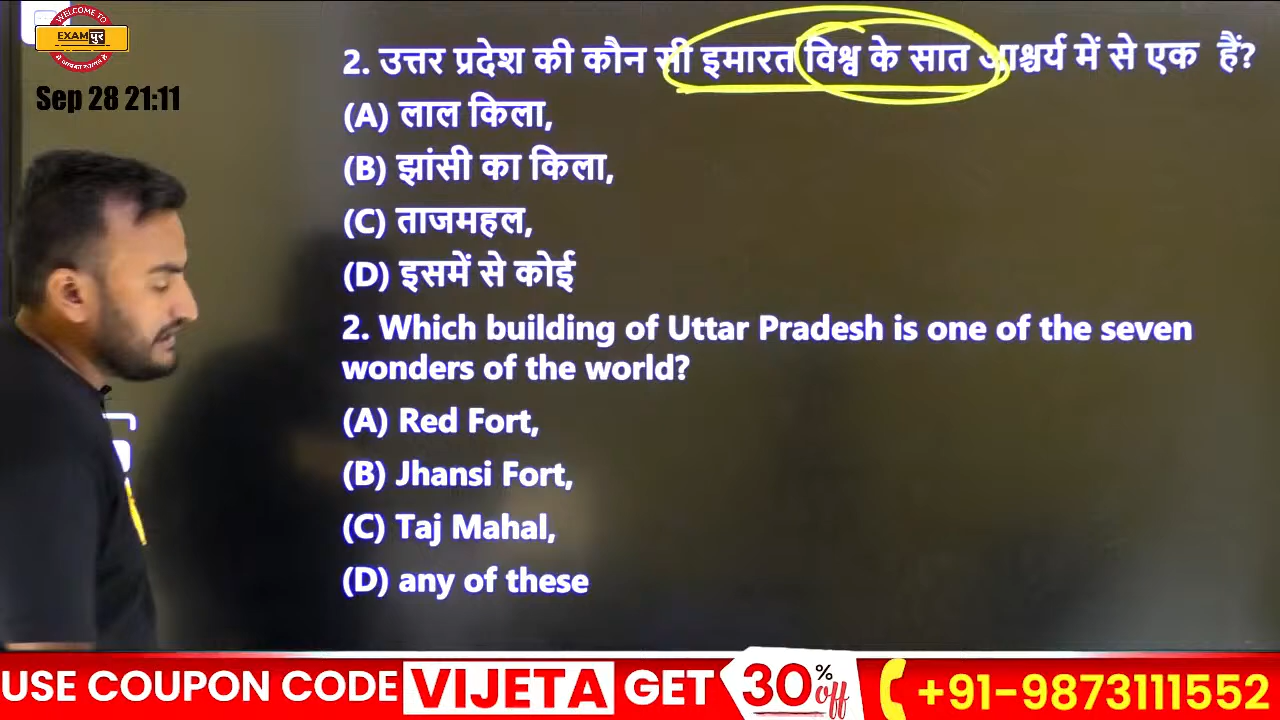 WELCOME TO
EXAMपुर
Sep 28 21:11
2. उत्तर प्रदेश की कौन सी इमारत विश्व के सात आश्चर्य में से एक हैं?
(A) लाल किला,
(B) झांसी का किला,
(C) ताजमहल,
(D) इसमें से कोई
2. Which building of Uttar Pradesh is one of the seven
wonders of the world?
(A) Red Fort,
(B) Jhansi Fort,
(C) Taj Mahal,
(D) any of these
USE COUPON CODE VIJETA GET 30% off +91-9873111552